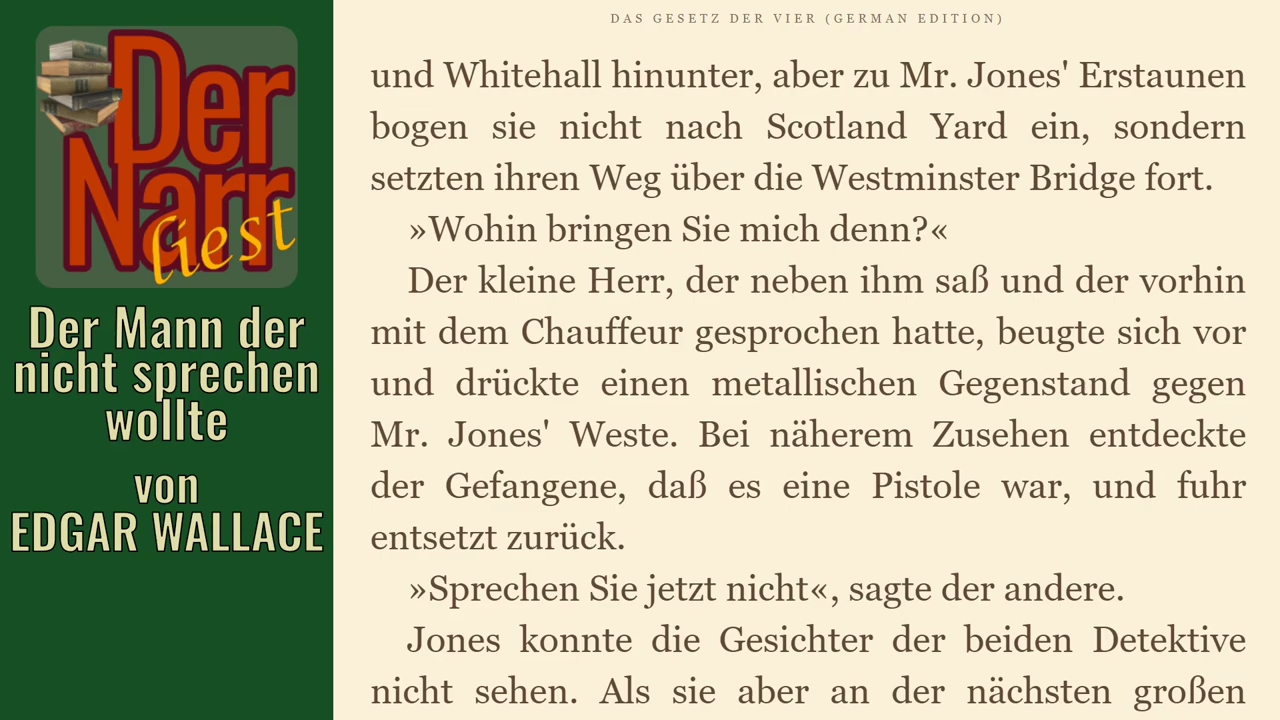 Der
Narr
liest
Der Mann der
nicht sprechen
wollte
von
EDGAR WALLACE
DAS GESETZ DER VIER (GERMAN EDITION)
und Whitehall hinunter, aber zu Mr. Jones' Erstaunen
bogen sie nicht nach Scotland Yard ein, sondern
setzten ihren Weg über die Westminster Bridge fort.
»Wohin bringen Sie mich denn?«
Der kleine Herr, der neben ihm saß und der vorhin
mit dem Chauffeur gesprochen hatte, beugte sich vor
und drückte einen metallischen Gegenstand gegen
Mr. Jones' Weste. Bei näherem Zusehen entdeckte
der Gefangene, daß es eine Pistole war, und fuhr
entsetzt zurück.
»Sprechen Sie jetzt nicht«, sagte der andere.
Jones konnte die Gesichter der beiden Detektive
nicht sehen. Als sie aber an der nächsten großen